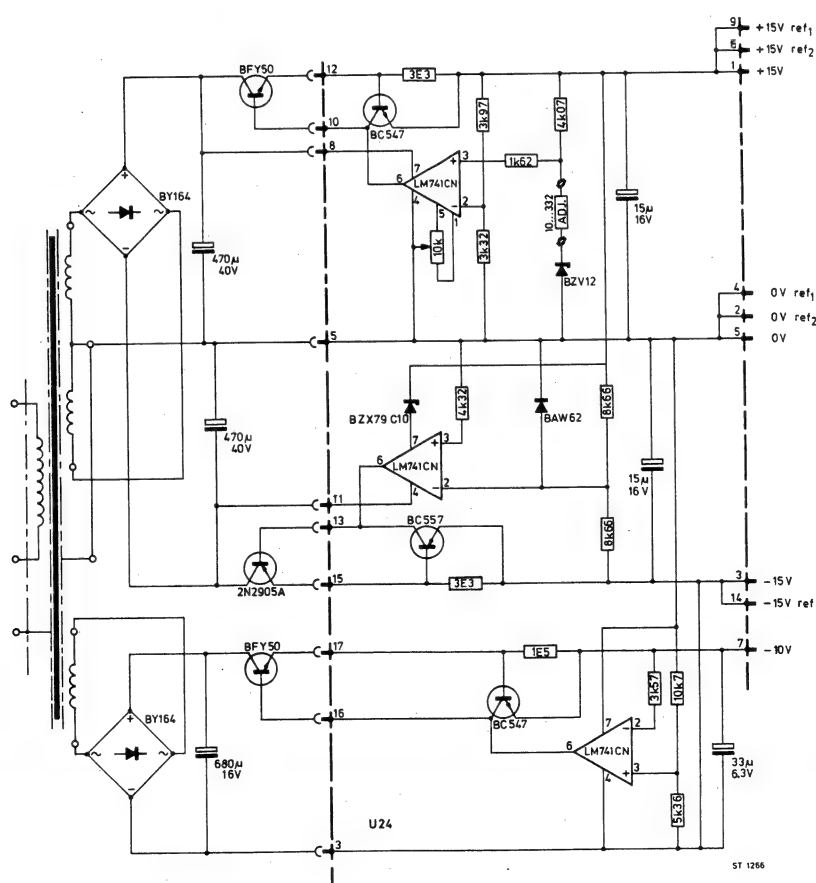 9 +15V ref1
6 +15V ref2
1 +15V
BFY50
12
3E3
10
BC547
3k97
4k07
8
BY164
+
~
~
-
6
7
4
LM741CN
+ 3
1k62
- 2
5
1
10k
3k32
10...332
ADJ.
BZV12
15µ
16V
470µ
40V
4 0V ref1
2 0V ref2
5 0V
5
4k32
BZX79 C10
BAW62
8k66
470µ
40V
7
+ 3
6
LM741CN
4
- 2
15µ
16V
11
13
BC557
8k66
2N2905A
15
3E3
3 -15V
14 -15V ref
BFY50
17
1E5
7 -10V
3k57
10k7
BY164
+
~
~
-
16
BC547
7
- 2
6
LM741CN
+ 3
4
680µ
16V
33µ
6.3V
5k36
U24
3
ST 1266